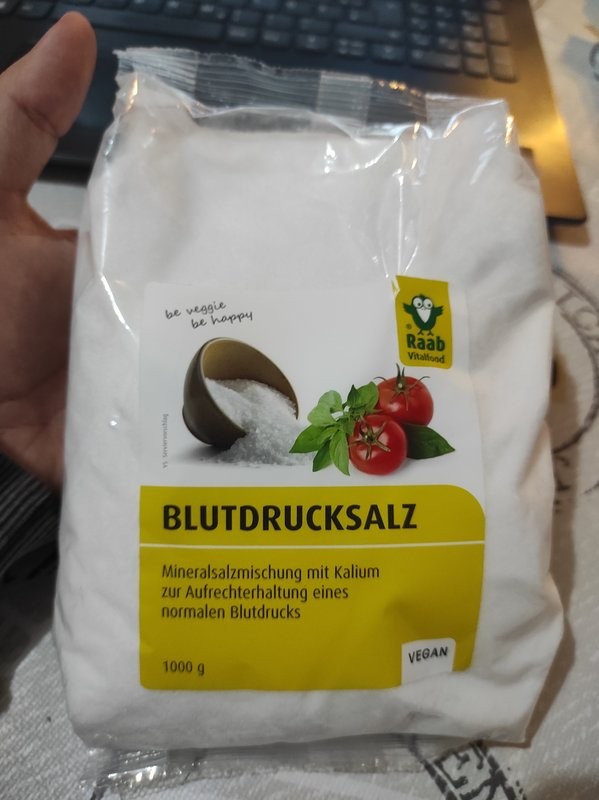 be veggie
be happy
Raab
Vitalfood
BLUTDRUCKSALZ
Mineralsalzmischung mit Kalium
zur Aufrechterhaltung eines
normalen Blutdrucks
VEGAN
1000 g